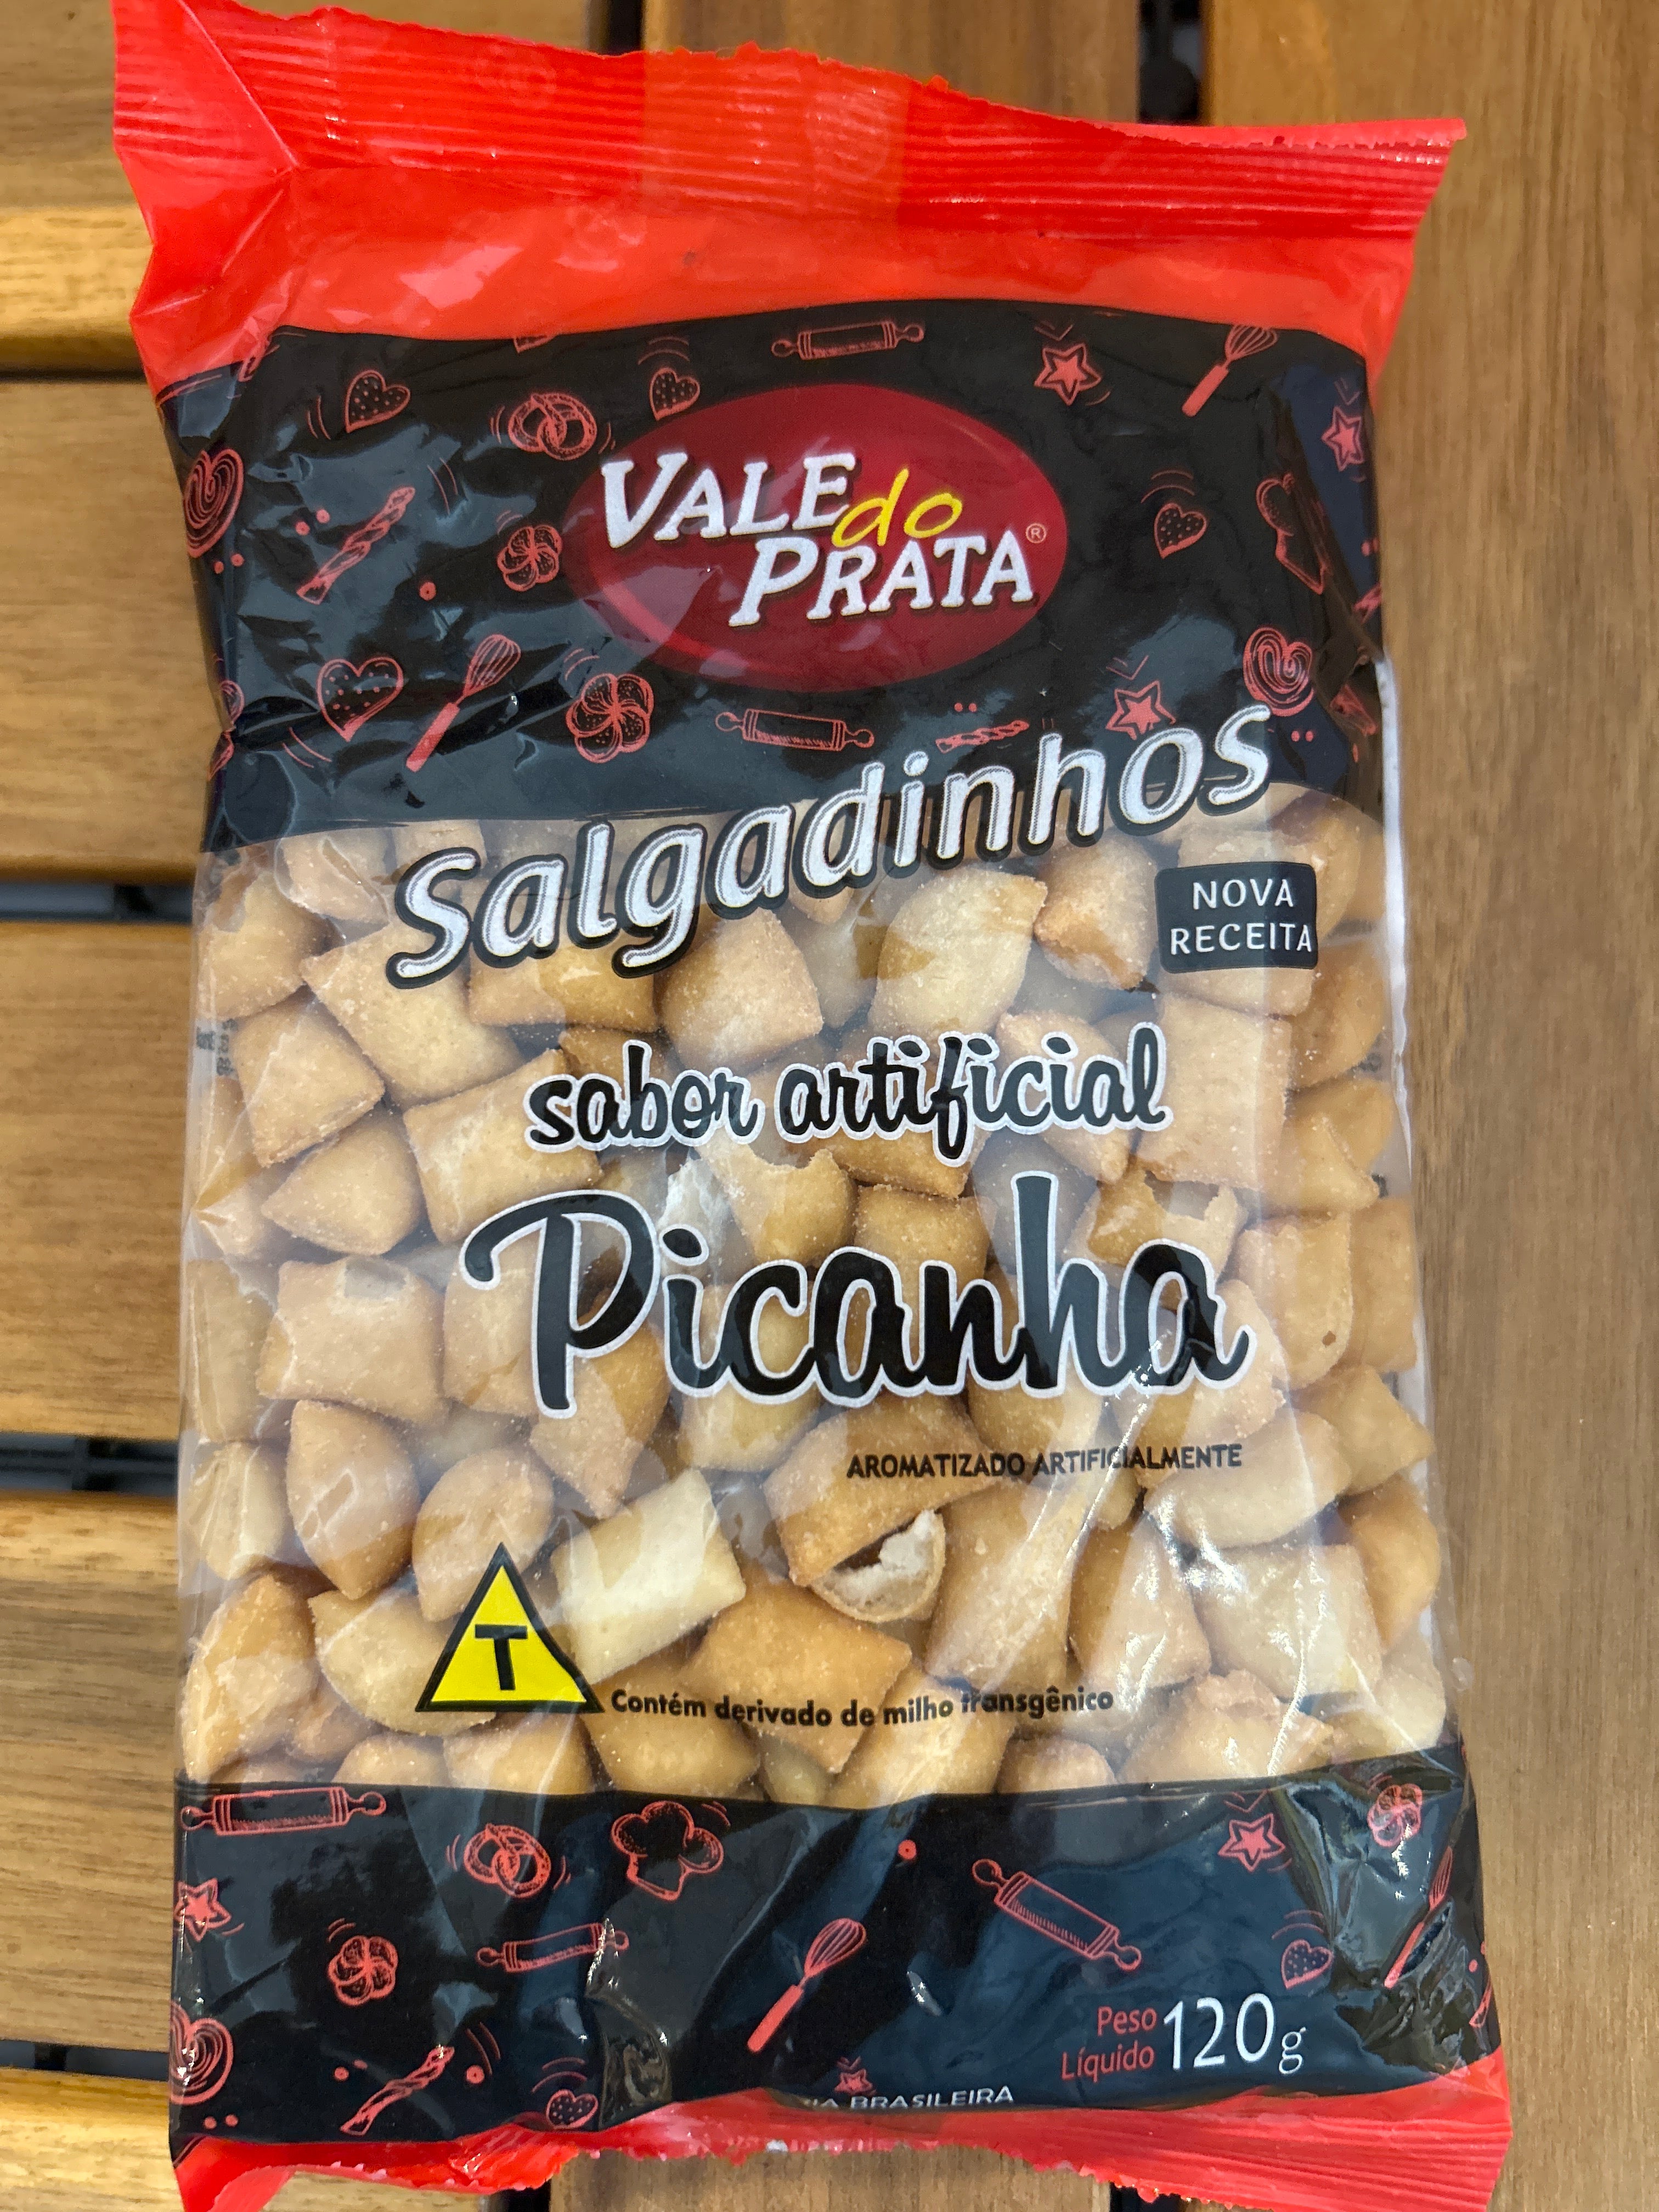 VALE do
PRATA®
Salgadinhos
NOVA
RECEITA
sabor artificial
Picanha
AROMATIZADO ARTIFICIALMENTE
T
Contém derivado de milho transgênico
Peso
Líquido 120g
BRASILEIRA